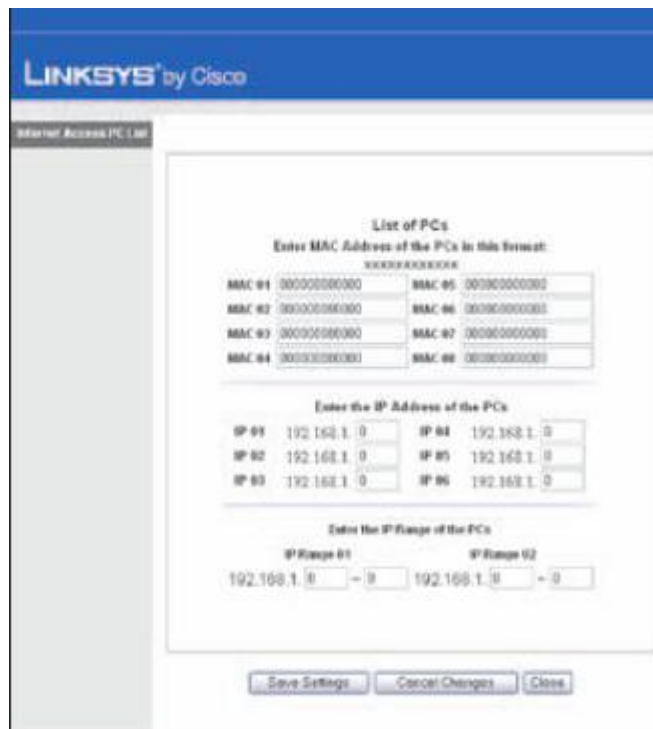 LINKSYS® by Cisco
Internet Access PC List
List of PCs
Enter MAC Address of the PCs in this format:
xxxxxxxxxxxx
MAC 01 000000000000 MAC 05 000000000000
MAC 02 000000000000 MAC 06 000000000000
MAC 03 000000000000 MAC 07 000000000000
MAC 04 000000000000 MAC 08 000000000000
Enter the IP Address of the PCs
IP 01 192.168.1. 0 IP 04 192.168.1. 0
IP 02 192.168.1. 0 IP 05 192.168.1. 0
IP 03 192.168.1. 0 IP 06 192.168.1. 0
Enter the IP Range of the PCs
IP Range 01 IP Range 02
192.168.1. 0 ~ 0 192.168.1. 0 ~ 0
Save Settings Cancel Changes Close